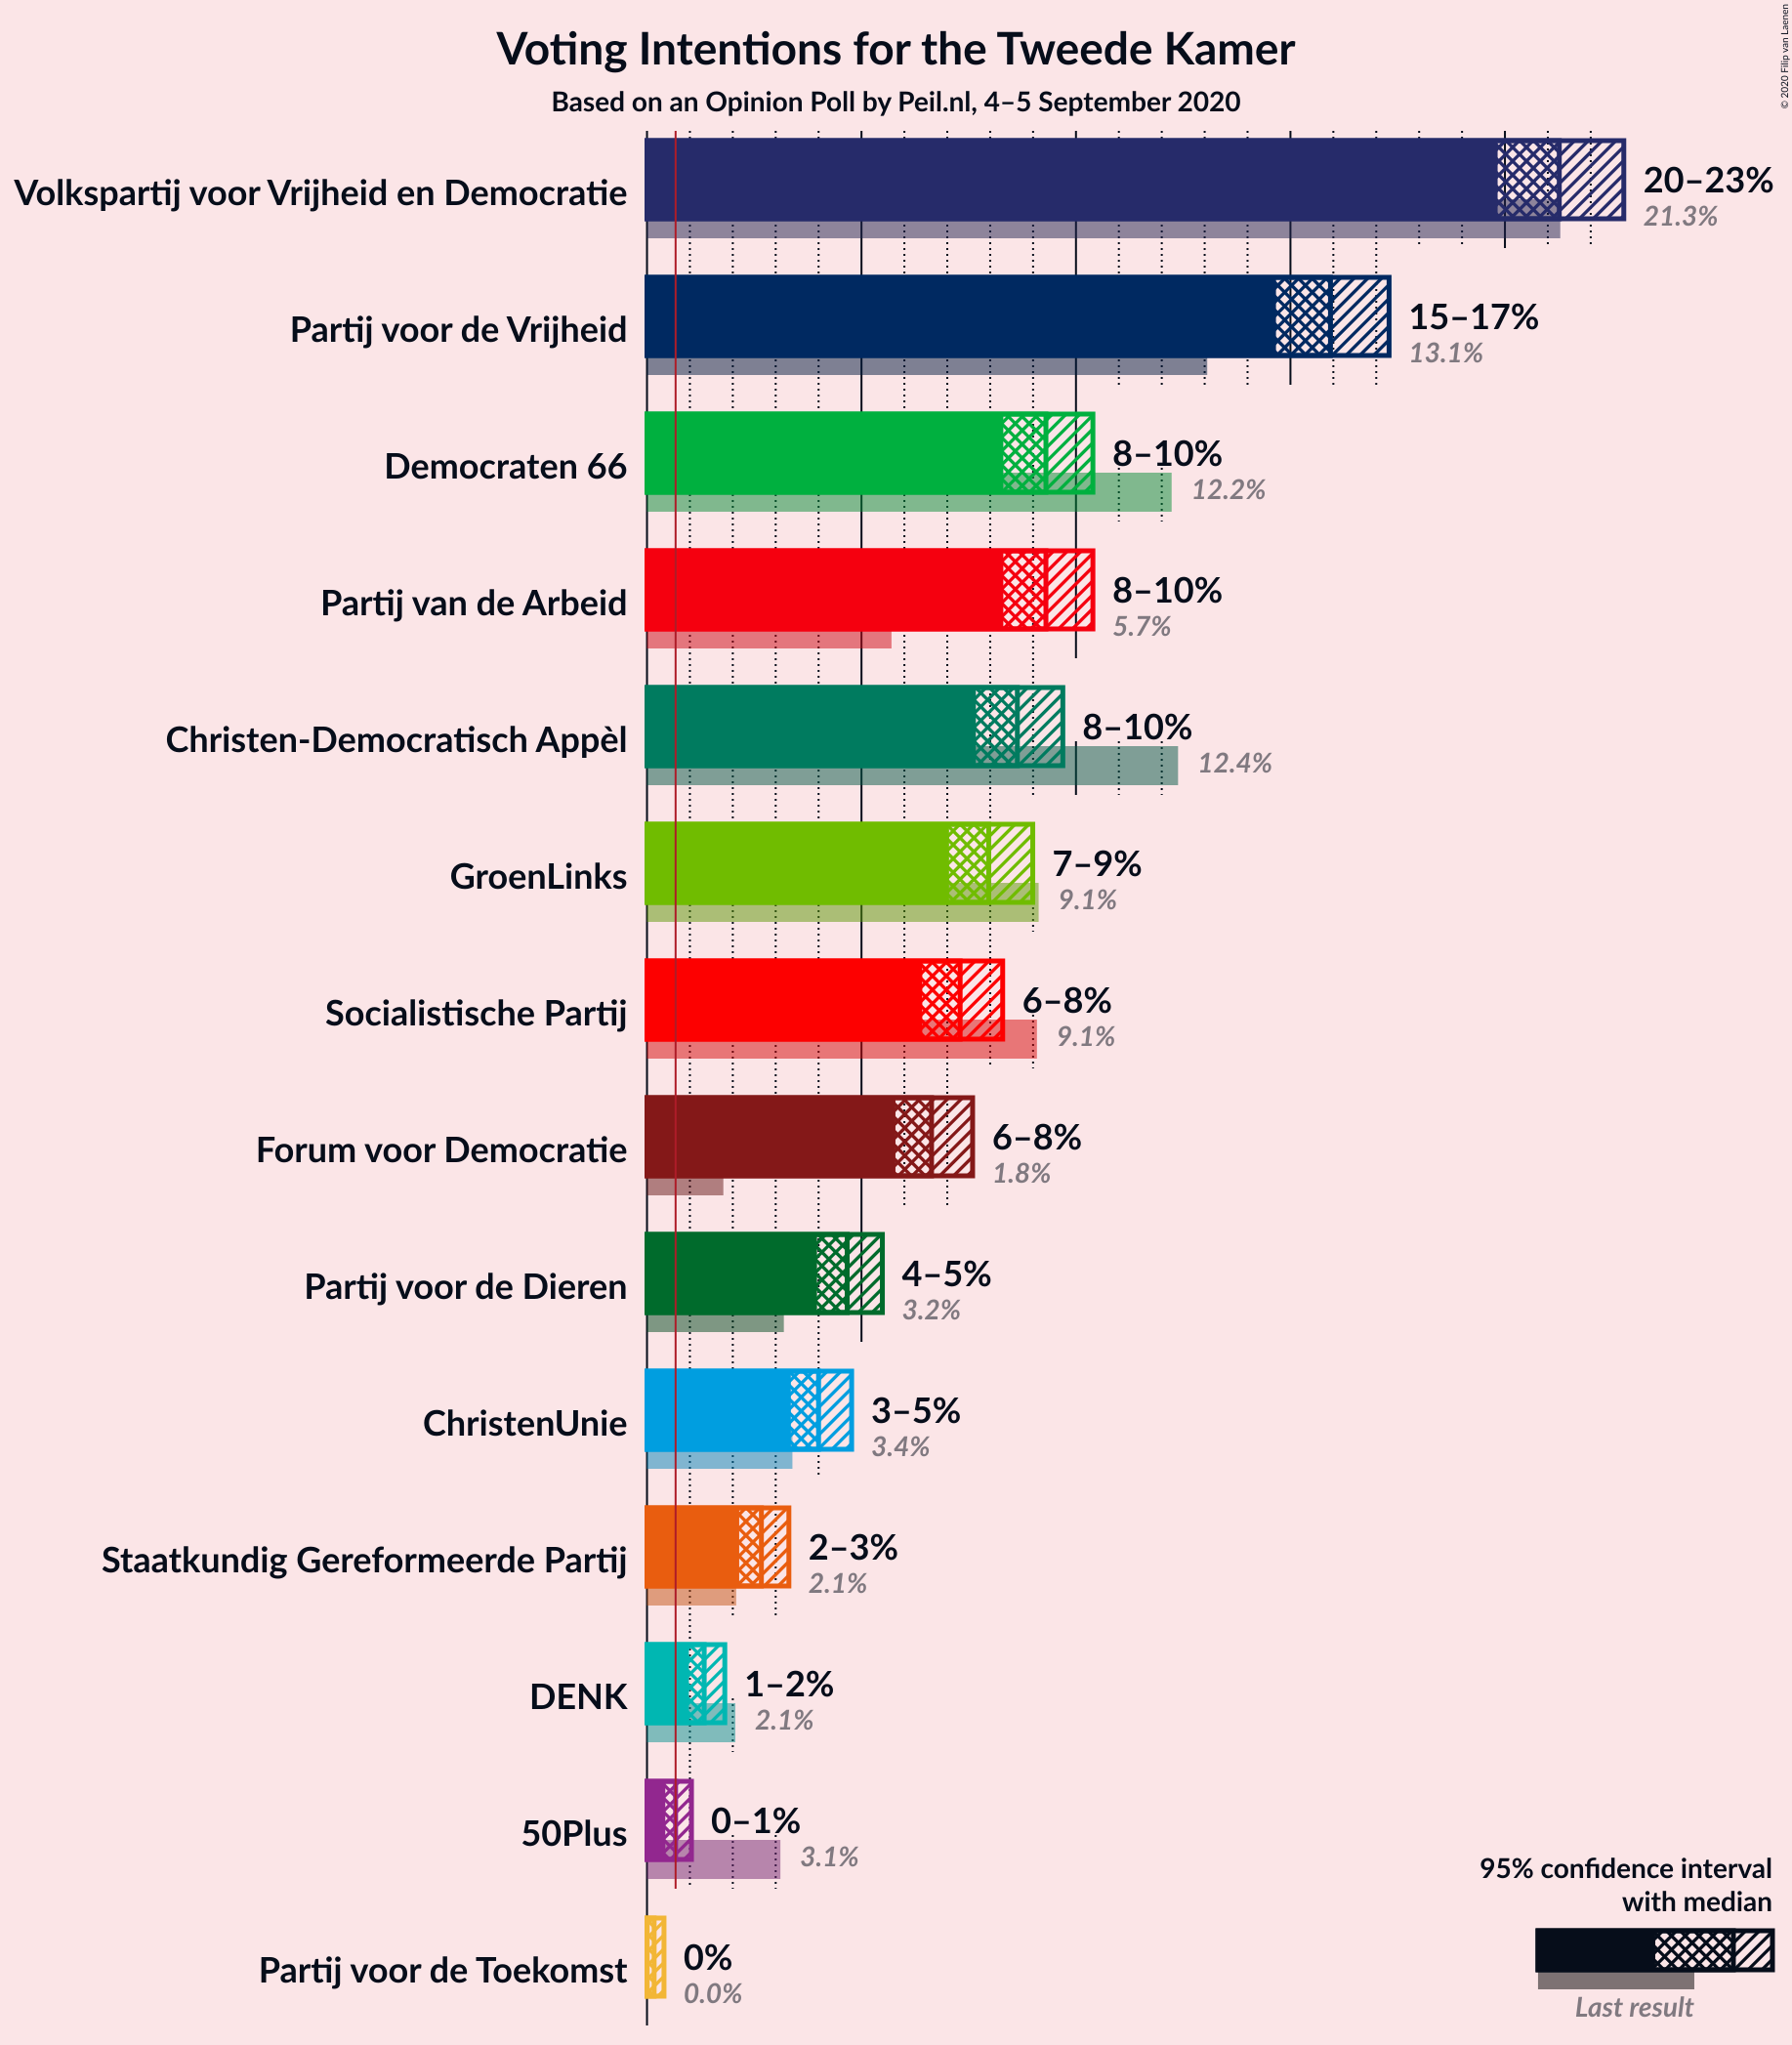 Voting Intentions for the Tweede Kamer
Based on an Opinion Poll by Peil.nl, 4–5 September 2020
© 2020 Filip van Laenen
Volkspartij voor Vrijheid en Democratie
20–23%
21.3%
Partij voor de Vrijheid
15–17%
13.1%
Democraten 66
8–10%
12.2%
Partij van de Arbeid
8–10%
5.7%
Christen-Democratisch Appèl
8–10%
12.4%
GroenLinks
7–9%
9.1%
Socialistische Partij
6–8%
9.1%
Forum voor Democratie
6–8%
1.8%
Partij voor de Dieren
4–5%
3.2%
ChristenUnie
3–5%
3.4%
Staatkundig Gereformeerde Partij
2–3%
2.1%
DENK
1–2%
2.1%
50Plus
0–1%
3.1%
Partij voor de Toekomst
0%
0.0%
95% confidence interval
with median
Last result